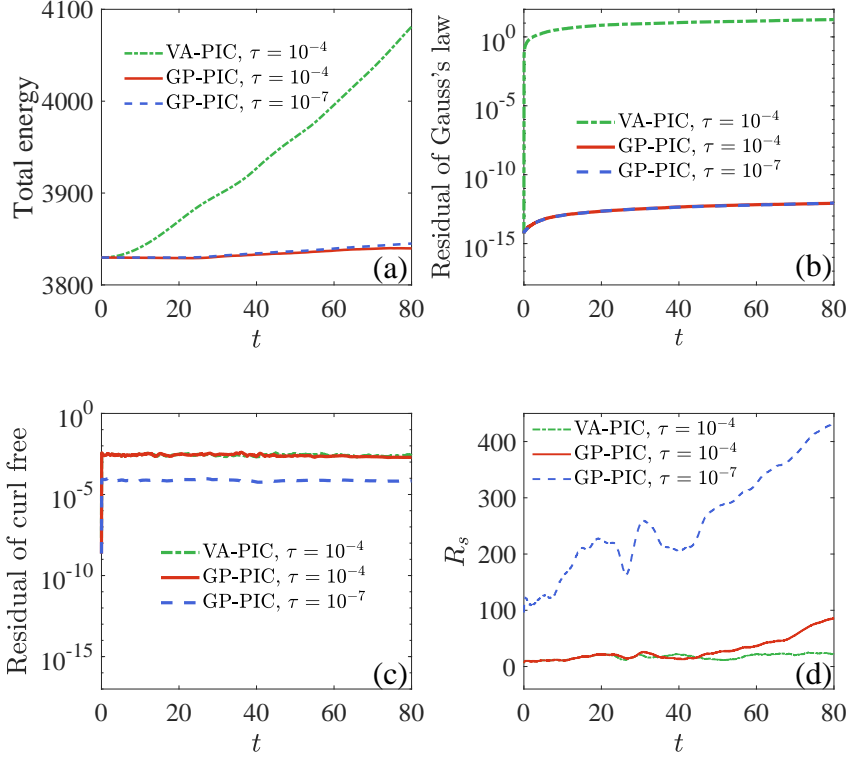 4100
4000
3900
3800
Total energy
VA-PIC, τ = 10⁻⁴
GP-PIC, τ = 10⁻⁴
GP-PIC, τ = 10⁻⁷
(a)
0 20 40 60 80
t
10⁰
10⁻⁵
10⁻¹⁰
10⁻¹⁵
Residual of Gauss's law
VA-PIC, τ = 10⁻⁴
GP-PIC, τ = 10⁻⁴
GP-PIC, τ = 10⁻⁷
(b)
0 20 40 60 80
t
10⁰
10⁻⁵
10⁻¹⁰
10⁻¹⁵
Residual of curl free
VA-PIC, τ = 10⁻⁴
GP-PIC, τ = 10⁻⁴
GP-PIC, τ = 10⁻⁷
(c)
0 20 40 60 80
t
400
300
200
100
0
Rₛ
VA-PIC, τ = 10⁻⁴
GP-PIC, τ = 10⁻⁴
GP-PIC, τ = 10⁻⁷
(d)
0 20 40 60 80
t